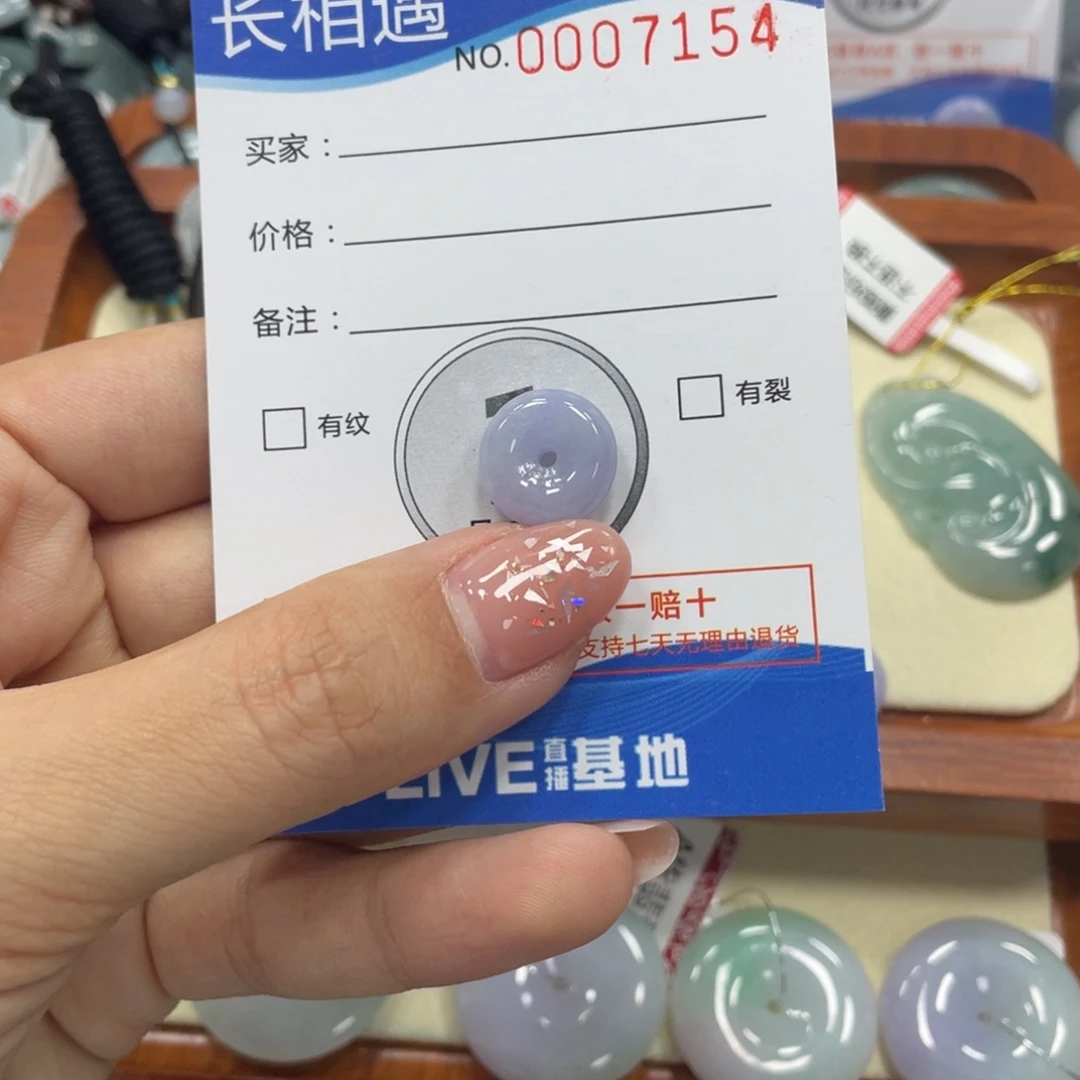 长相遇
NO.0007154
买家：
价格：
备注：
有纹
有裂
一赔十
支持七天无理由退货
LIVE直播基地